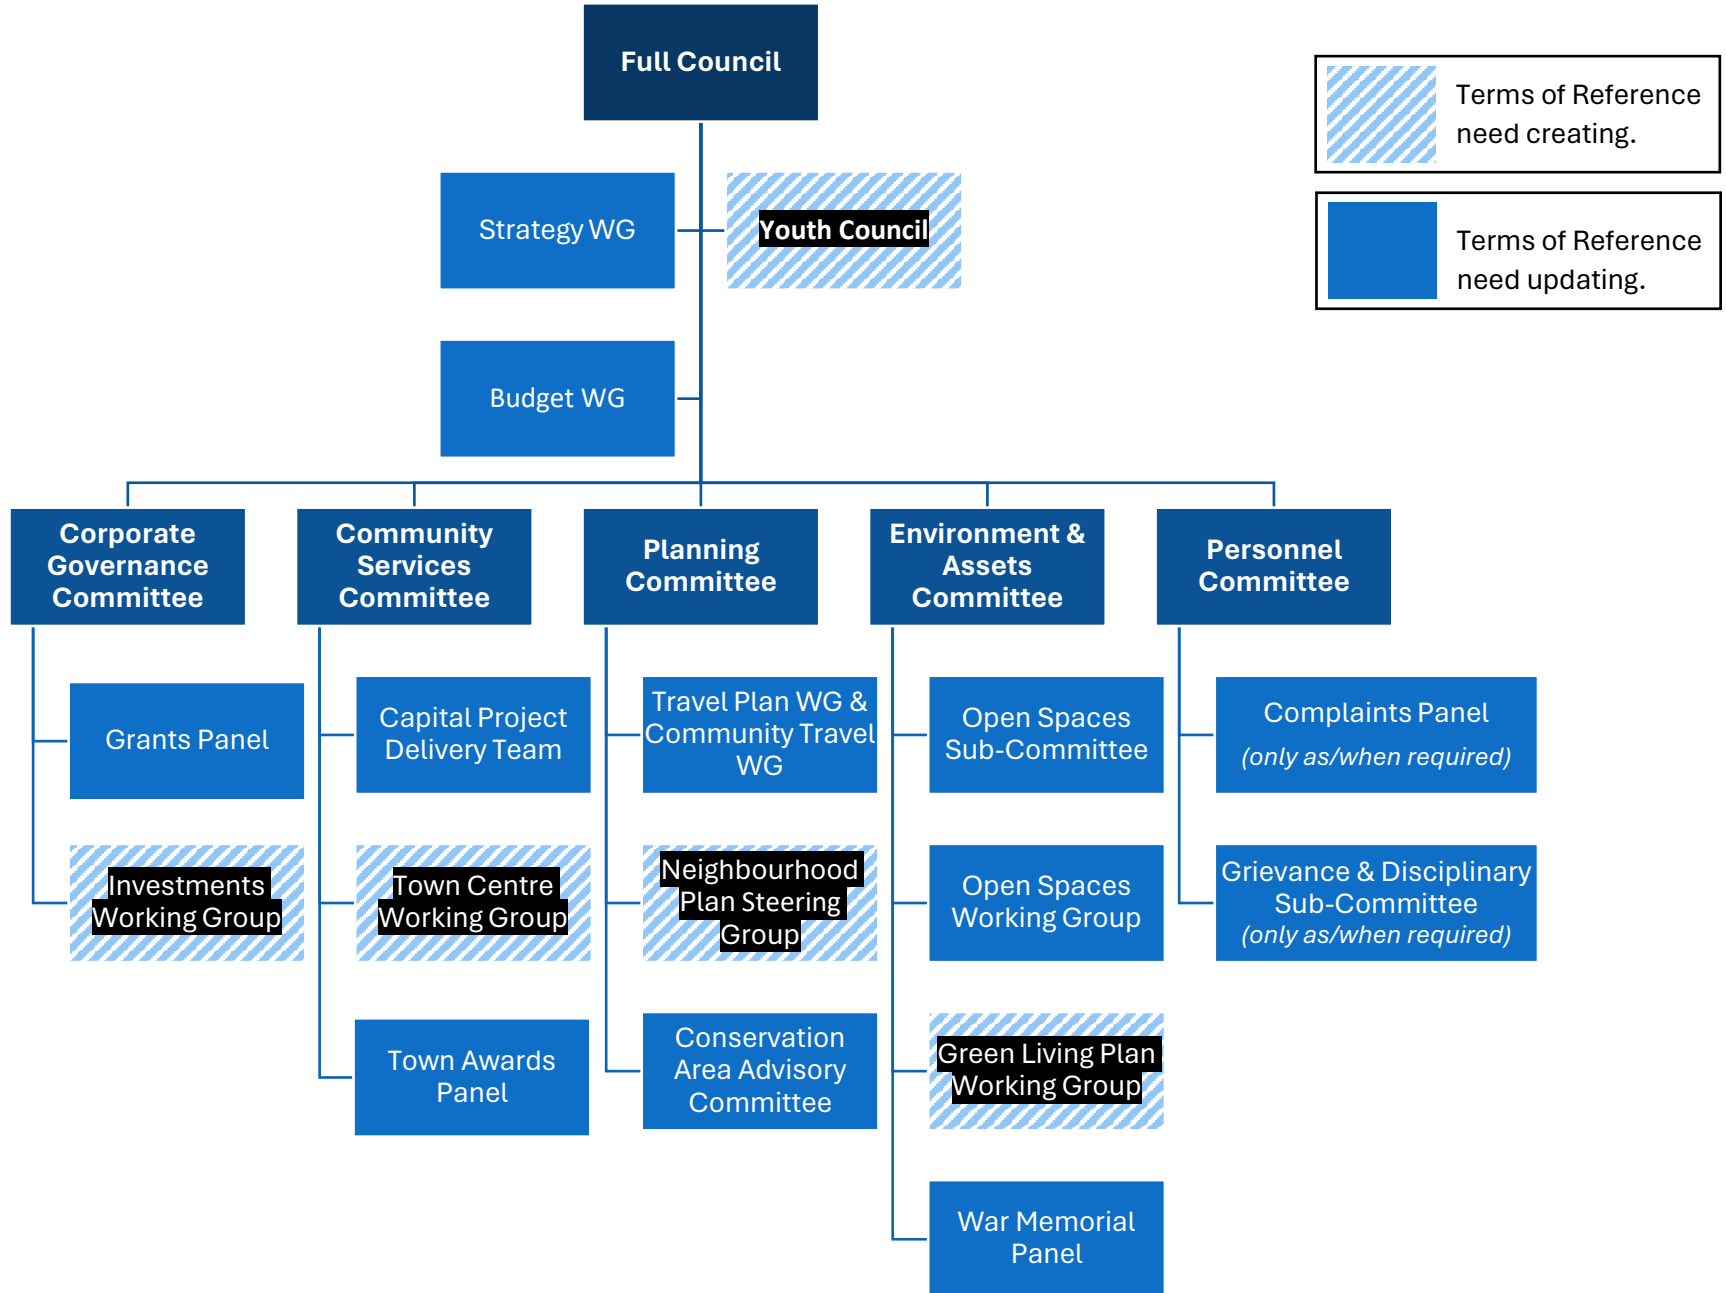 Full Council
Terms of Reference
need creating.
Strategy WG
Youth Council
Terms of Reference
need updating.
Budget WG
Corporate
Governance
Committee
Community
Services
Committee
Planning
Committee
Environment &
Assets
Committee
Personnel
Committee
Grants Panel
Capital Project
Delivery Team
Travel Plan WG &
Community Travel
WG
Open Spaces
Sub-Committee
Complaints Panel
(only as/when required)
Investments
Working Group
Town Centre
Working Group
Neighbourhood
Plan Steering
Group
Open Spaces
Working Group
Grievance & Disciplinary
Sub-Committee
(only as/when required)
Town Awards
Panel
Conservation
Area Advisory
Committee
Green Living Plan
Working Group
War Memorial
Panel